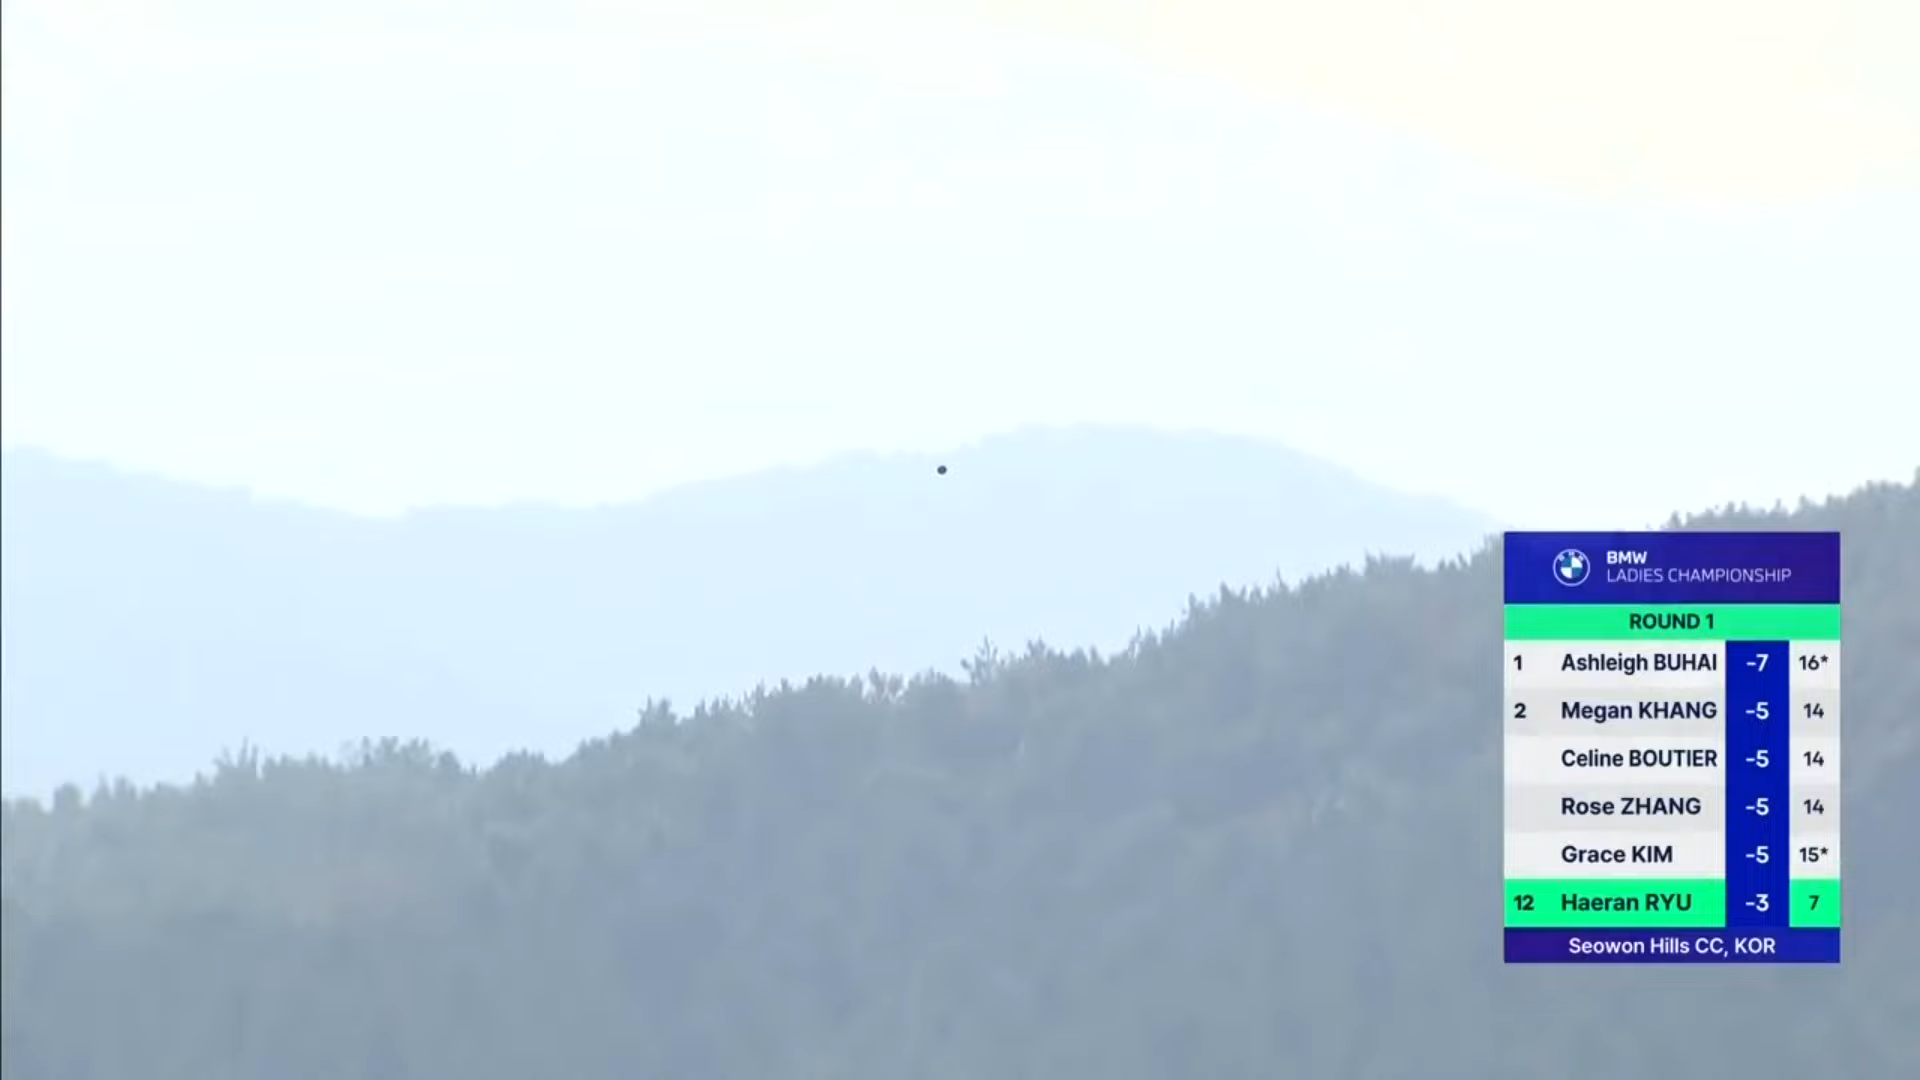 BMW
LADIES CHAMPIONSHIP
ROUND 1
1 Ashleigh BUHAI -7 16*
2 Megan KHANG -5 14
Celine BOUTIER -5 14
Rose ZHANG -5 14
Grace KIM -5 15*
12 Haeran RYU -3 7
Seowon Hills CC, KOR